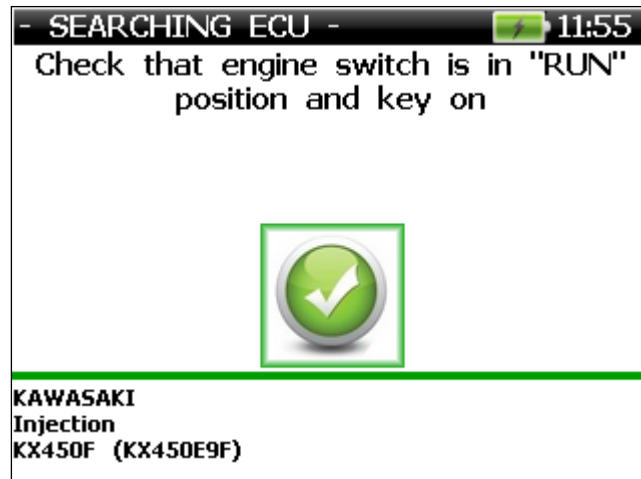 - SEARCHING ECU - 11:55
Check that engine switch is in "RUN"
position and key on
KAWASAKI
Injection
KX450F (KX450E9F)